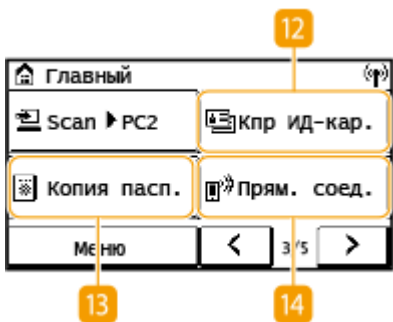 12
Главный
Scan ▶ PC2
Кпр ИД-кар.
Копия пасп.
Прям. соед.
Меню
<
3/5
>
13
14